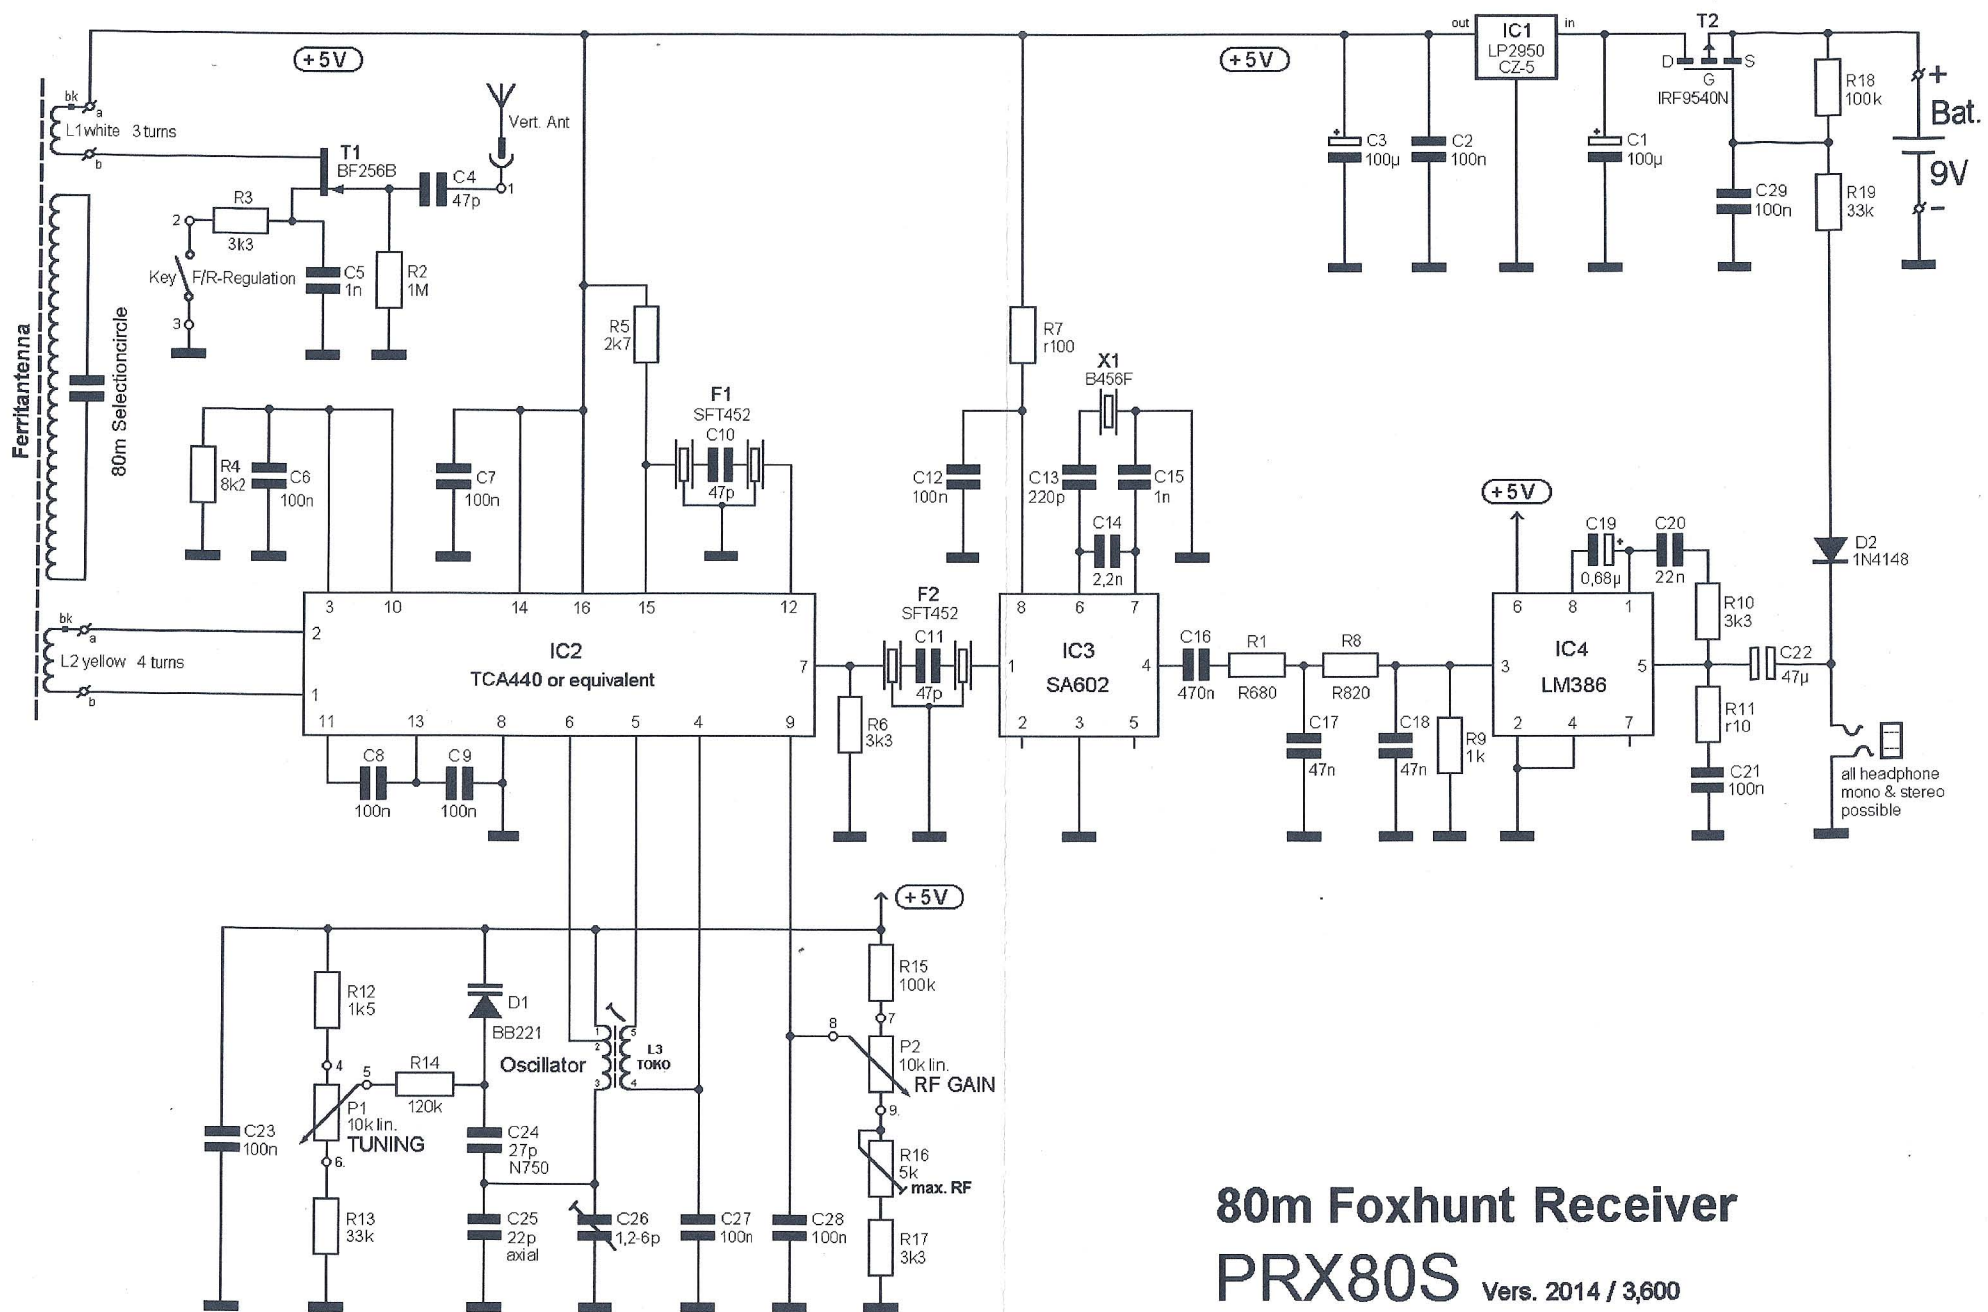 +5V
+5V
out
IC1
LP2950
CZ-5
in
T2
D
S
G
IRF9540N
R18
100k
+
Bat.
9V
-
bk
a
L1 white 3 turns
b
T1
BF256B
Vert. Ant
C4
47p
1
+
C3
100µ
C2
100n
+
C1
100µ
C29
100n
R19
33k
R3
3k3
2
Key
F/R-Regulation
3
C5
1n
R2
1M
Ferritantenna
80m Selectioncircle
R5
2k7
R7
r100
X1
B456F
F1
SFT452
C10
47p
R4
8k2
C6
100n
C7
100n
C12
100n
C13
220p
C15
1n
C14
2,2n
+5V
C19
+
0,68µ
C20
22n
D2
1N4148
R10
3k3
bk
a
L2 yellow 4 turns
b
3
10
14
16
15
12
2
1
IC2
TCA440 or equivalent
7
11
13
8
6
5
4
9
F2
SFT452
C11
47p
R6
3k3
8
6
7
1
IC3
SA602
4
2
3
5
C16
470n
R1
R680
R8
R820
C17
47n
C18
47n
R9
1k
6
8
1
3
IC4
LM386
5
2
4
7
C22
47µ
R11
r10
C21
100n
all headphone
mono & stereo
possible
C8
100n
C9
100n
+5V
R12
1k5
4
5
P1
10k lin.
TUNING
6.
R13
33k
C23
100n
R14
120k
D1
BB221
Oscillator
1
2
3
5
4
L3
TOKO
C24
27p
N750
C25
22p
axial
C26
1,2-6p
C27
100n
C28
100n
R15
100k
7
8
P2
10k lin.
RF GAIN
9.
R16
5k
max. RF
R17
3k3
80m Foxhunt Receiver
PRX80S Vers. 2014 / 3,600